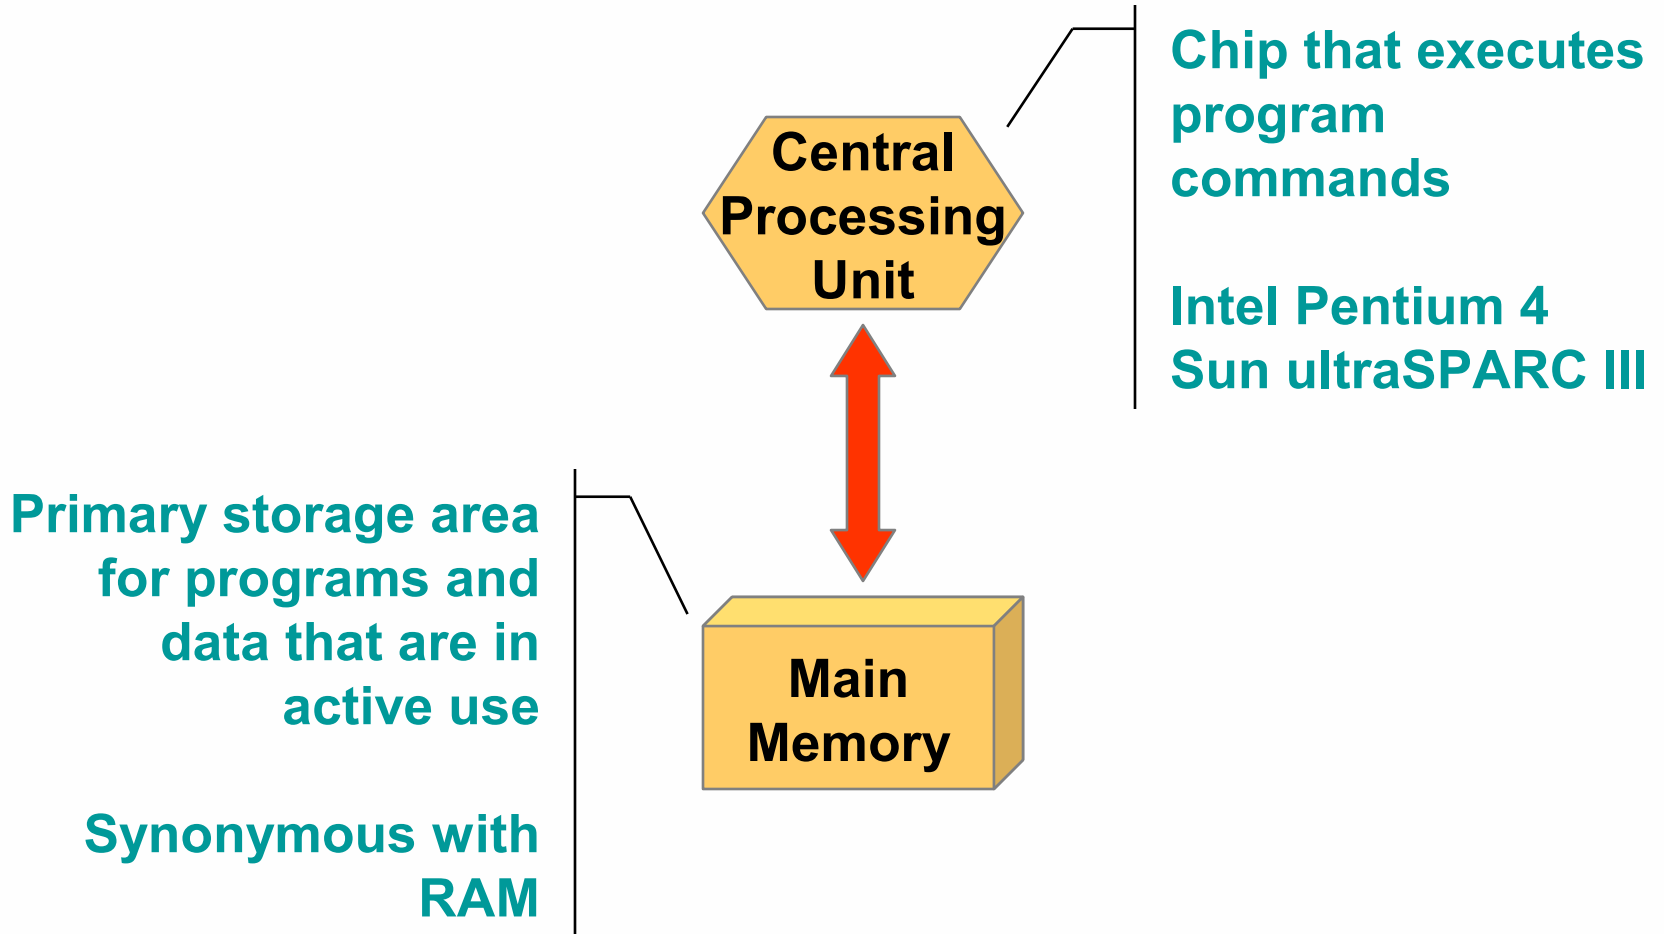 Chip that executes
program
commands
Intel Pentium 4
Sun ultraSPARC III
Central
Processing
Unit
Primary storage area
for programs and
data that are in
active use
Synonymous with
RAM
Main
Memory